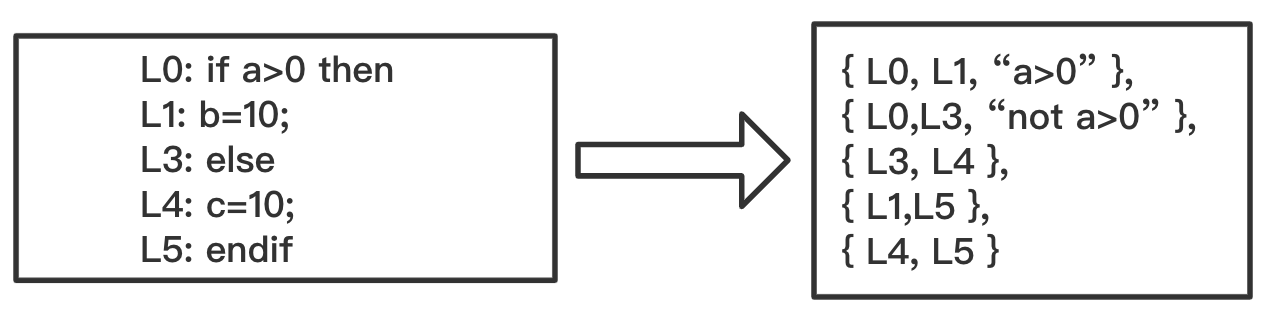 L0: if a>0 then
L1: b=10;
L3: else
L4: c=10;
L5: endif
{ L0, L1, “a>0” },
{ L0,L3, “not a>0” },
{ L3, L4 },
{ L1,L5 },
{ L4, L5 }